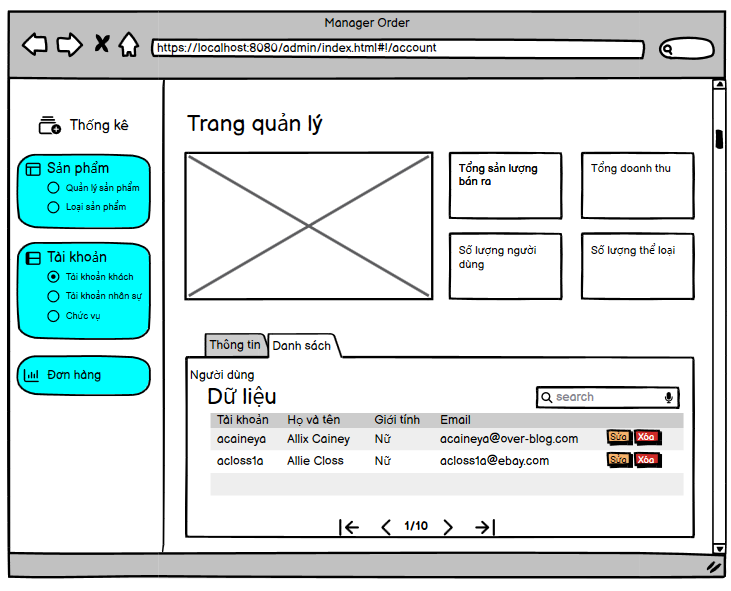 Manager Order
https://localhost:8080/admin/index.html#!/account
Thống kê
Sản phẩm
Quản lý sản phẩm
Loại sản phẩm
Tài khoản
Tài khoản khách
Tài khoản nhân sự
Chức vụ
Đơn hàng
Trang quản lý
Tổng sản lượng
bán ra
Tổng doanh thu
Số lượng người
dùng
Số lượng thể loại
Thông tin Danh sách
Người dùng
Dữ liệu
search
Tài khoản Họ và tên Giới tính Email
acaineya Allix Cainey Nữ acaineya@over-blog.com Sửa Xóa
acloss1a Allie Closs Nữ acloss1a@ebay.com Sửa Xóa
1/10